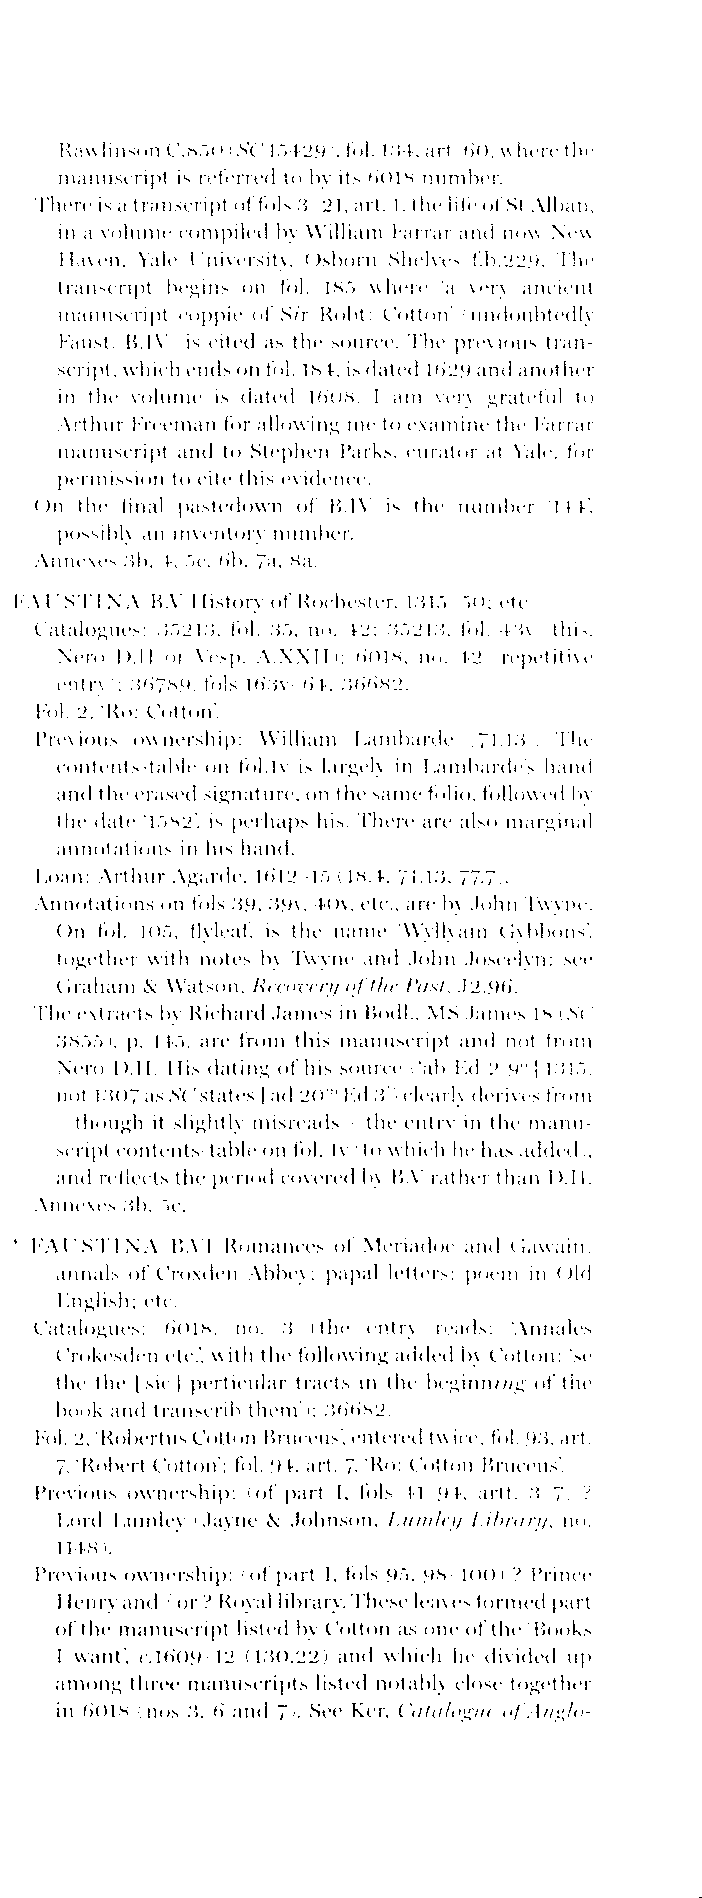 Rawlinson C.850 (SC 15429), fol. 134, art. 60, where the
manuscript is referred to by its 6018 number.
There is a transcript of fols 3–21, art. 1, the life of St Alban,
in a volume compiled by William Farrar and now New
Haven, Yale University, Osborn Shelves f.b.229. The
transcript begins on fol. 185 where 'a very ancient
manuscript coppie of Sir Robt: Cotton' (undoubtedly
Faust. B.IV) is cited as the source. The previous tran-
script, which ends on fol. 184, is dated 1629 and another
in the volume is dated 1608. I am very grateful to
Arthur Freeman for allowing me to examine the Farrar
manuscript and to Stephen Parks, curator at Yale, for
permission to cite this evidence.
On the final pastedown of B.IV is the number '144',
possibly an inventory number.
Annexes 3b, 4, 5c, 6b, 7a, 8a.
FAUSTINA B.V History of Rochester, 1315–50; etc
Catalogues: 35213, fol. 35, no. 42; 35213, fol. 43v (this,
Nero D.II or Vesp. A.XXII); 6018, no. 42 (repetitive
entry); 36789, fols 163v–64, 36682.
Fol. 2, 'Ro: Cotton'.
Previous ownership: William Lambarde (71.13). The
contents-table on fol.1v is largely in Lambarde's hand
and the erased signature, on the same folio, followed by
the date '1582', is perhaps his. There are also marginal
annotations in his hand.
Loan: Arthur Agarde, 1612–15 (18.4, 71.13, 77.7).
Annotations on fols 39, 39v, 40v, etc., are by John Twyne.
On fol. 105, flyleaf, is the name 'Wyllyam Gybbons',
together with notes by Twyne and John Joscelyn: see
Graham & Watson, Recovery of the Past, J2.96.
The extracts by Richard James in Bodl., MS James 18 (SC
3855), p. 145, are from this manuscript and not from
Nero D.II. His dating of his source ('ab Ed 2 9º [1315,
not 1307 as SC states] ad 20m Ed 3') clearly derives from
– though it slightly misreads – the entry in the manu-
script contents-table on fol. 1v (to which he has added),
and reflects the period covered by B.V rather than D.II.
Annexes 3b, 5c.
* FAUSTINA B.VI Romances of Meriadoc and Gawain;
annals of Croxden Abbey; papal letters; poem in Old
English; etc.
Catalogues: 6018, no. 3 (the entry reads: 'Annales
Crokesden etc', with the following added by Cotton: 'se
the the [sic] perticular tracts in the beginning of the
book and transcrib them'); 36682.
Fol. 2, 'Robertus Cotton Bruceus', entered twice, fol. 93, art.
7, 'Robert Cotton'; fol. 94, art. 7, 'Ro: Cotton Bruceus'.
Previous ownership: (of part I, fols 41–94, artt. 3–7) ?
Lord Lumley (Jayne & Johnson, Lumley Library, no.
1148).
Previous ownership: (of part I, fols 95, 98–100) ? Prince
Henry and/or ? Royal library. These leaves formed part
of the manuscript listed by Cotton as one of the 'Books
I want', c.1609–12 (130.22) and which he divided up
among three manuscripts listed notably close together
in 6018 (nos 3, 6 and 7). See Ker, Catalogue of Anglo-